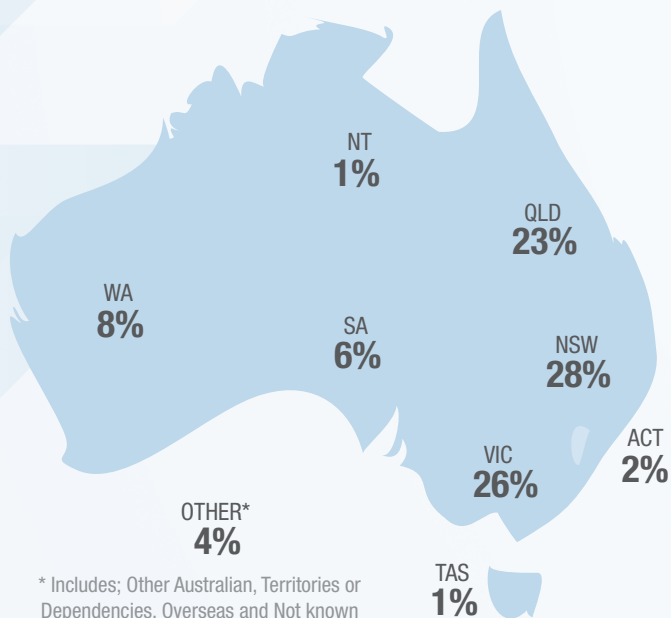 NT
1%
QLD
23%
WA
8%
SA
6%
NSW
28%
ACT
2%
VIC
26%
OTHER*
4%
* Includes; Other Australian, Territories or
Dependencies, Overseas and Not known
TAS
1%